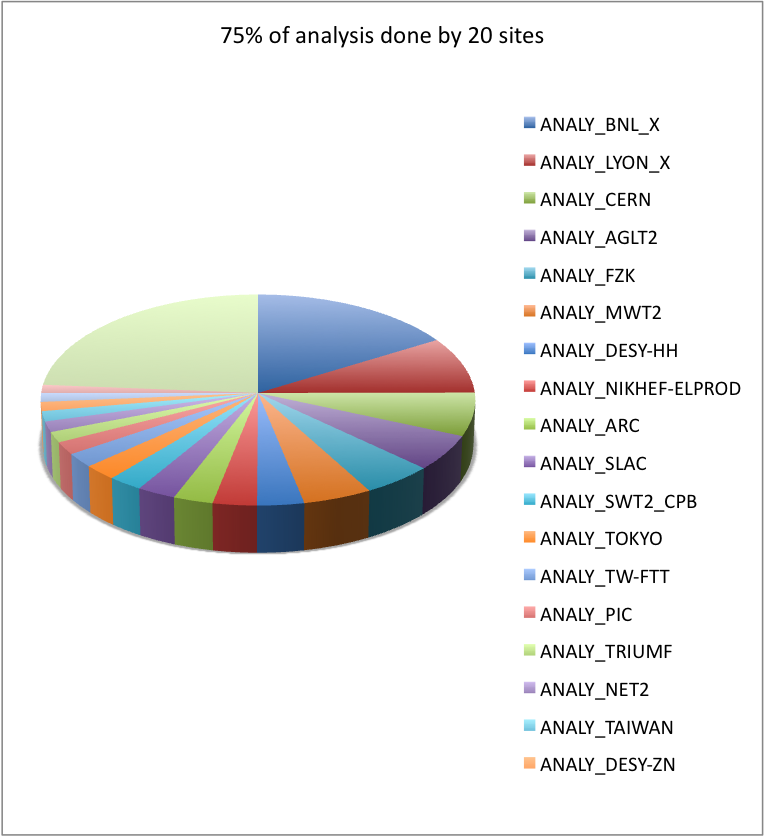 75% of analysis done by 20 sites
ANALY_BNL_X
ANALY_LYON_X
ANALY_CERN
ANALY_AGLT2
ANALY_FZK
ANALY_MWT2
ANALY_DESY-HH
ANALY_NIKHEF-ELPROD
ANALY_ARC
ANALY_SLAC
ANALY_SWT2_CPB
ANALY_TOKYO
ANALY_TW-FTT
ANALY_PIC
ANALY_TRIUMF
ANALY_NET2
ANALY_TAIWAN
ANALY_DESY-ZN